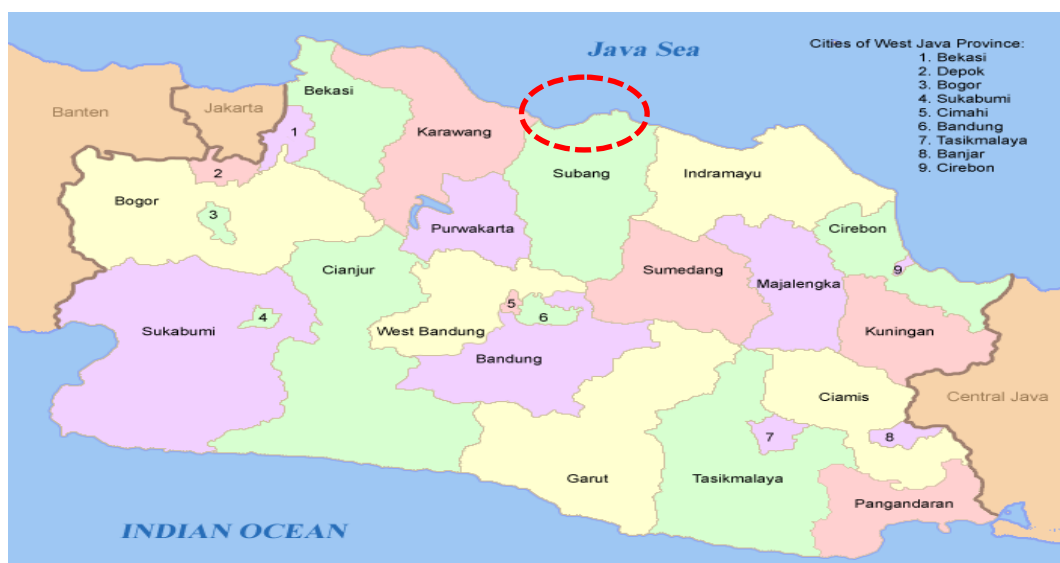 Java Sea
Cities of West Java Province:
1. Bekasi
2. Depok
3. Bogor
4. Sukabumi
5. Cimahi
6. Bandung
7. Tasikmalaya
8. Banjar
9. Cirebon
Banten
Jakarta
Bekasi
1
Karawang
2
Subang
Indramayu
Bogor
3
Purwakarta
Cirebon
Cianjur
Sumedang
9
Majalengka
Sukabumi
4
5
6
West Bandung
Kuningan
Bandung
Ciamis
Central Java
7
8
Garut
Tasikmalaya
Pangandaran
INDIAN OCEAN